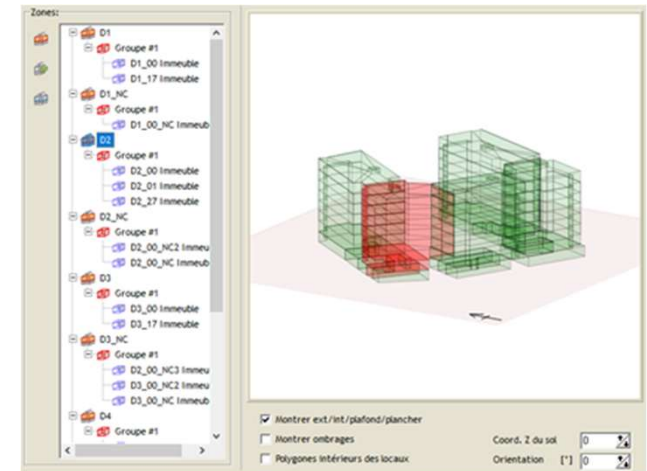 Zones:
D1
Groupe #1
D1_00 Immeuble
D1_17 Immeuble
D1_NC
Groupe #1
D1_00_NC Immeub
D2
Groupe #1
D2_00 Immeuble
D2_01 Immeuble
D2_27 Immeuble
D2_NC
Groupe #1
D2_00_NC2 Immeu
D2_00_NC Immeub
D3
Groupe #1
D3_00 Immeuble
D3_17 Immeuble
D3_NC
Groupe #1
D2_00_NC3 Immeu
D3_00_NC2 Immeu
D3_00_NC Immeub
D4
Groupe #1
Montrer ext/int/plafond/plancher
Montrer ombrages
Coord. Z du sol 0
Polygones intérieurs des locaux
Orientation [°] 0